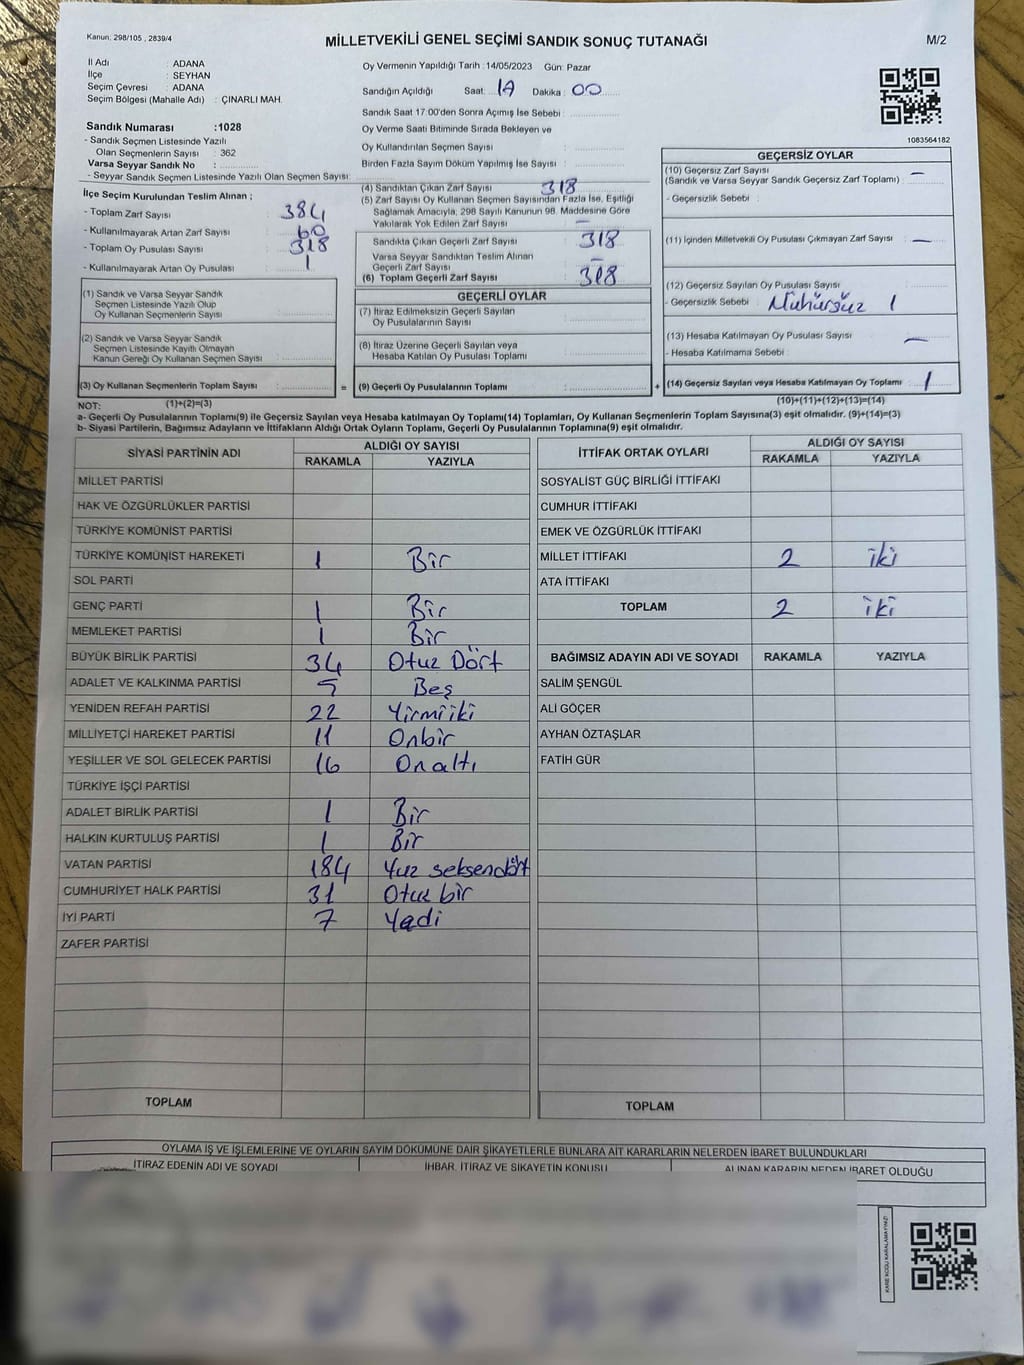 Kanun: 298/105 , 2839/4
MİLLETVEKİLİ GENEL SEÇİMİ SANDIK SONUÇ TUTANAĞI
M/2
İl Adı : ADANA
İlçe : SEYHAN
Seçim Çevresi : ADANA
Seçim Bölgesi (Mahalle Adı) : ÇINARLI MAH.
Sandık Numarası :1028
- Sandık Seçmen Listesinde Yazılı
Olan Seçmenlerin Sayısı : 362
Varsa Seyyar Sandık No :
- Seyyar Sandık Seçmen Listesinde Yazılı Olan Seçmen Sayısı:
Oy Vermenin Yapıldığı Tarih :14/05/2023 Gün: Pazar
Sandığın Açıldığı Saat: 17 Dakika : 00
Sandık Saat 17.00'den Sonra Açımış İse Sebebi :
Oy Verme Saati Bitiminde Sırada Bekleyen ve
Oy Kullandırılan Seçmen Sayısı :
Birden Fazla Sayım Döküm Yapılmış İse Sayısı :
1083564182
İlçe Seçim Kurulundan Teslim Alınan ;
- Toplam Zarf Sayısı : 384
- Kullanılmayarak Artan Zarf Sayısı : 60
- Toplam Oy Pusulası Sayısı : 318
- Kullanılmayarak Artan Oy Pusulası : 1
(1) Sandık ve Varsa Seyyar Sandık
Seçmen Listesinde Yazılı Olup
Oy Kullanan Seçmenlerin Sayısı :
(2) Sandık ve Varsa Seyyar Sandık
Seçmen Listesinde Kayıtlı Olmayan
Kanun Gereği Oy Kullanan Seçmen Sayısı :
(3) Oy Kullanan Seçmenlerin Toplam Sayısı :
(1)+(2)=(3)
(4) Sandıktan Çıkan Zarf Sayısı : 318
(5) Zarf Sayısı Oy Kullanan Seçmen Sayısından Fazla İse, Eşitliği
Sağlamak Amacıyla; 298 Sayılı Kanunun 98. Maddesine Göre
Yakılarak Yok Edilen Zarf Sayısı : –
Sandıkta Çıkan Geçerli Zarf Sayısı : 318
Varsa Seyyar Sandıktan Teslim Alınan
Geçerli Zarf Sayısı : –
(6) Toplam Geçerli Zarf Sayısı : 318
GEÇERLİ OYLAR
(7) İtiraz Edilmeksizin Geçerli Sayılan
Oy Pusulalarının Sayısı :
(8) İtiraz Üzerine Geçerli Sayılan veya
Hesaba Katılan Oy Pusulası Toplamı :
= (9) Geçerli Oy Pusulalarının Toplamı :
GEÇERSİZ OYLAR
(10) Geçersiz Zarf Sayısı
(Sandık ve Varsa Seyyar Sandık Geçersiz Zarf Toplamı) : –
- Geçersizlik Sebebi :
(11) İçinden Milletvekili Oy Pusulası Çıkmayan Zarf Sayısı : –
(12) Geçersiz Sayılan Oy Pusulası Sayısı :
- Geçersizlik Sebebi : Mühürsüz 1
(13) Hesaba Katılmayan Oy Pusulası Sayısı : –
- Hesaba Katılmama Sebebi :
+ (14) Geçersiz Sayılan veya Hesaba Katılmayan Oy Toplamı : 1
(10)+(11)+(12)+(13)=(14)
NOT:
a- Geçerli Oy Pusulalarının Toplamı(9) ile Geçersiz Sayılan veya Hesaba katılmayan Oy Toplamı(14) Toplamları, Oy Kullanan Seçmenlerin Toplam Sayısına(3) eşit olmalıdır. (9)+(14)=(3)
b- Siyasi Partilerin, Bağımsız Adayların ve İttifakların Aldığı Ortak Oyların Toplamı, Geçerli Oy Pusulalarının Toplamına(9) eşit olmalıdır.
SİYASİ PARTİNİN ADI ALDIĞI OY SAYISI
RAKAMLA YAZIYLA
MİLLET PARTİSİ
HAK VE ÖZGÜRLÜKLER PARTİSİ
TÜRKİYE KOMÜNİST PARTİSİ
TÜRKİYE KOMÜNİST HAREKETİ 1 Bir
SOL PARTİ
GENÇ PARTİ 1 Bir
MEMLEKET PARTİSİ 1 Bir
BÜYÜK BİRLİK PARTİSİ 34 Otuz Dört
ADALET VE KALKINMA PARTİSİ 5 Beş
YENİDEN REFAH PARTİSİ 22 Yirmiiki
MİLLİYETÇİ HAREKET PARTİSİ 11 Onbir
YEŞİLLER VE SOL GELECEK PARTİSİ 16 Onaltı
TÜRKİYE İŞÇİ PARTİSİ
ADALET BİRLİK PARTİSİ 1 Bir
HALKIN KURTULUŞ PARTİSİ 1 Bir
VATAN PARTİSİ 184 Yuz seksendört
CUMHURİYET HALK PARTİSİ 31 Otuz bir
İYİ PARTİ 7 Yadi
ZAFER PARTİSİ
TOPLAM
İTTİFAK ORTAK OYLARI ALDIĞI OY SAYISI
RAKAMLA YAZIYLA
SOSYALİST GÜÇ BİRLİĞİ İTTİFAKI
CUMHUR İTTİFAKI
EMEK VE ÖZGÜRLÜK İTTİFAKI
MİLLET İTTİFAKI 2 iki
ATA İTTİFAKI
TOPLAM 2 iki
BAĞIMSIZ ADAYIN ADI VE SOYADI RAKAMLA YAZIYLA
SALİM ŞENGÜL
ALİ GÖÇER
AYHAN ÖZTAŞLAR
FATİH GÜR
TOPLAM
OYLAMA İŞ VE İŞLEMLERİNE VE OYLARIN SAYIM DÖKÜMÜNE DAİR ŞİKAYETLERLE BUNLARA AİT KARARLARIN NELERDEN İBARET BULUNDUKLARI
İTİRAZ EDENİN ADI VE SOYADI İHBAR, İTİRAZ VE ŞİKAYETİN KONUSU ALINAN KARARIN NEDEN İBARET OLDUĞU
KARE KODU KARALAMAYINIZ!